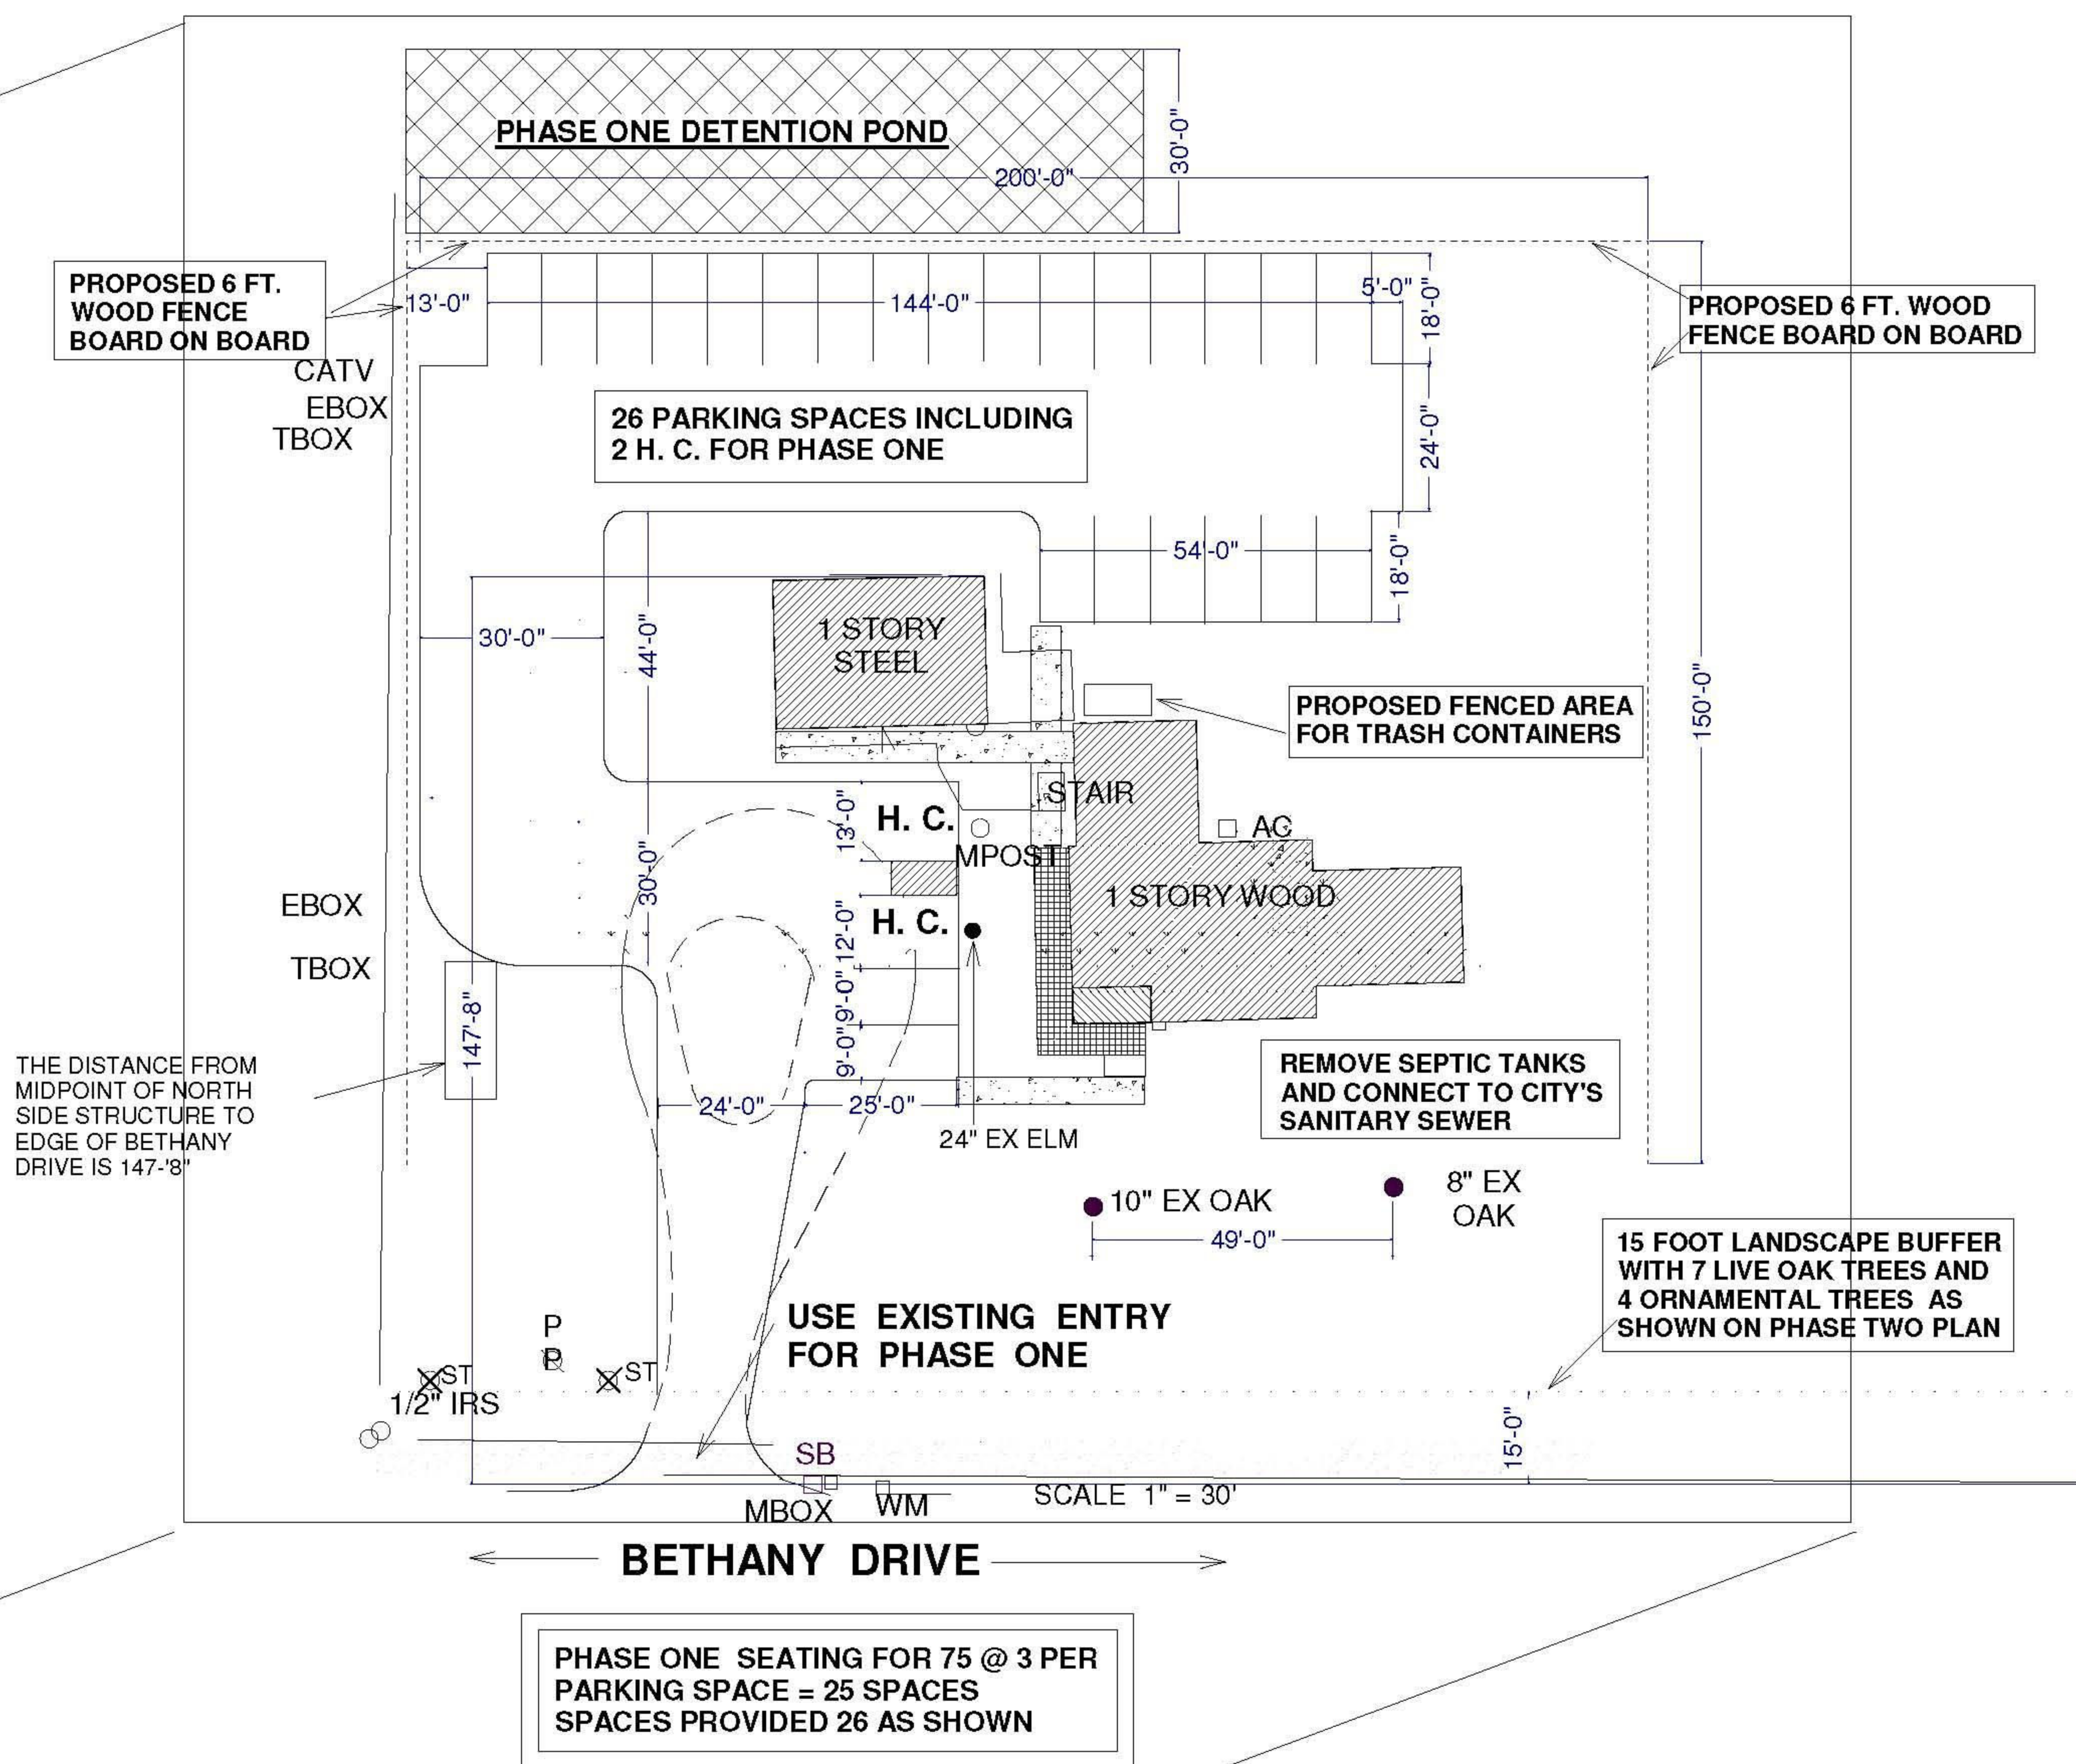 PHASE ONE DETENTION POND
30'-0"
200'-0"
PROPOSED 6 FT.
WOOD FENCE
BOARD ON BOARD
13'-0"
144'-0"
5'-0"
18'-0"
PROPOSED 6 FT. WOOD
FENCE BOARD ON BOARD
CATV
EBOX
TBOX
26 PARKING SPACES INCLUDING
2 H. C. FOR PHASE ONE
24'-0"
54'-0"
18'-0"
30'-0"
44'-0"
1 STORY
STEEL
150'-0"
PROPOSED FENCED AREA
FOR TRASH CONTAINERS
STAIR
13'-0"
H. C.
AC
MPOST
30'-0"
1 STORY WOOD
EBOX
12'-0"
H. C.
TBOX
9'-0"
147'-8"
9'-0"
THE DISTANCE FROM
MIDPOINT OF NORTH
SIDE STRUCTURE TO
EDGE OF BETHANY
DRIVE IS 147-'8"
REMOVE SEPTIC TANKS
AND CONNECT TO CITY'S
SANITARY SEWER
24'-0"
25'-0"
24" EX ELM
10" EX OAK
8" EX
OAK
49'-0"
15 FOOT LANDSCAPE BUFFER
WITH 7 LIVE OAK TREES AND
4 ORNAMENTAL TREES AS
SHOWN ON PHASE TWO PLAN
USE EXISTING ENTRY
FOR PHASE ONE
P
P
ST
ST
1/2" IRS
15'-0"
SB
SCALE 1" = 30'
MBOX
WM
BETHANY DRIVE
PHASE ONE SEATING FOR 75 @ 3 PER
PARKING SPACE = 25 SPACES
SPACES PROVIDED 26 AS SHOWN